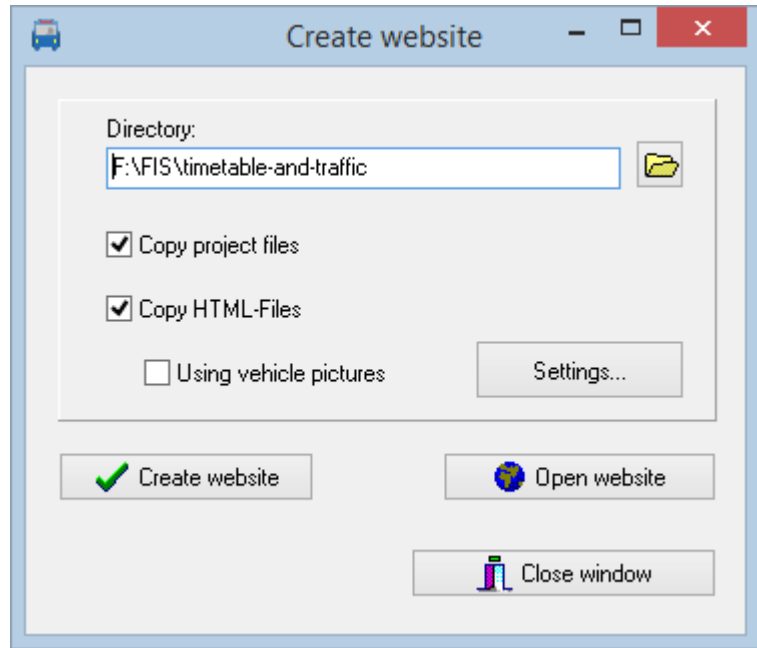 Create website
Directory:
F:\FIS\timetable-and-traffic
Copy project files
Copy HTML-Files
Using vehicle pictures
Settings...
Create website
Open website
Close window